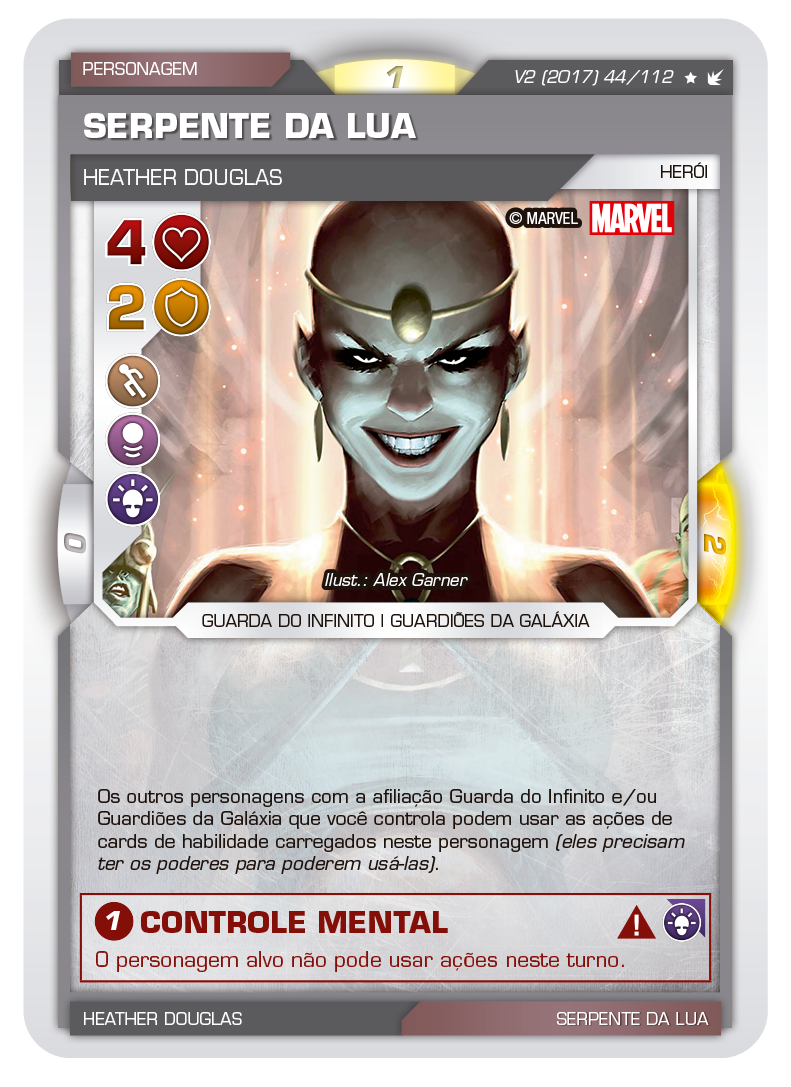 PERSONAGEM
1
V2 (2017) 44/112
SERPENTE DA LUA
HEATHER DOUGLAS
HERÓI
© MARVEL MARVEL
4
2
0
2
Ilust.: Alex Garner
GUARDA DO INFINITO | GUARDIÕES DA GALÁXIA
Os outros personagens com a afiliação Guarda do Infinito e/ou
Guardiões da Galáxia que você controla podem usar as ações de
cards de habilidade carregados neste personagem (eles precisam
ter os poderes para poderem usá-las).
1 CONTROLE MENTAL !
O personagem alvo não pode usar ações neste turno.
HEATHER DOUGLAS
SERPENTE DA LUA